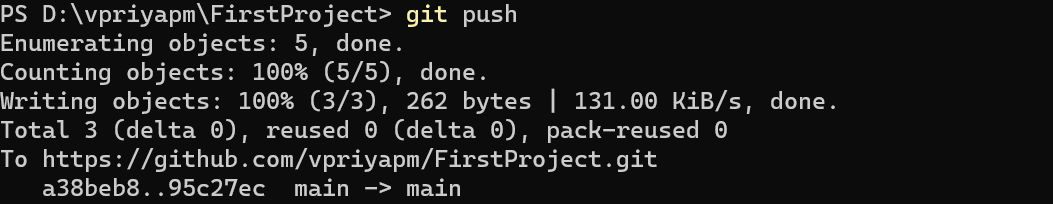 PS D:\vpriyapm\FirstProject> git push
Enumerating objects: 5, done.
Counting objects: 100% (5/5), done.
Writing objects: 100% (3/3), 262 bytes | 131.00 KiB/s, done.
Total 3 (delta 0), reused 0 (delta 0), pack-reused 0
To https://github.com/vpriyapm/FirstProject.git
   a38beb8..95c27ec  main -> main